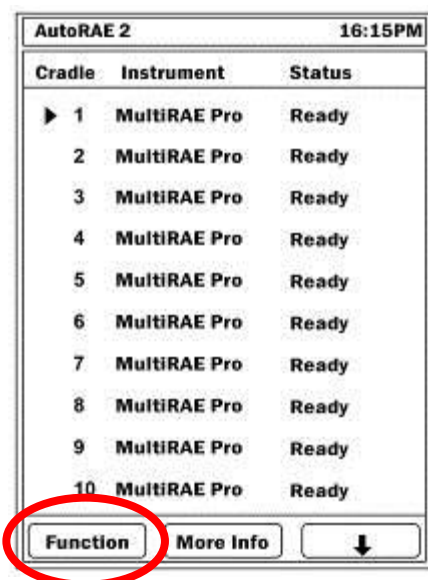 AutoRAE 2 16:15PM
Cradle Instrument Status
1 MultiRAE Pro Ready
2 MultiRAE Pro Ready
3 MultiRAE Pro Ready
4 MultiRAE Pro Ready
5 MultiRAE Pro Ready
6 MultiRAE Pro Ready
7 MultiRAE Pro Ready
8 MultiRAE Pro Ready
9 MultiRAE Pro Ready
10 MultiRAE Pro Ready
Function More Info